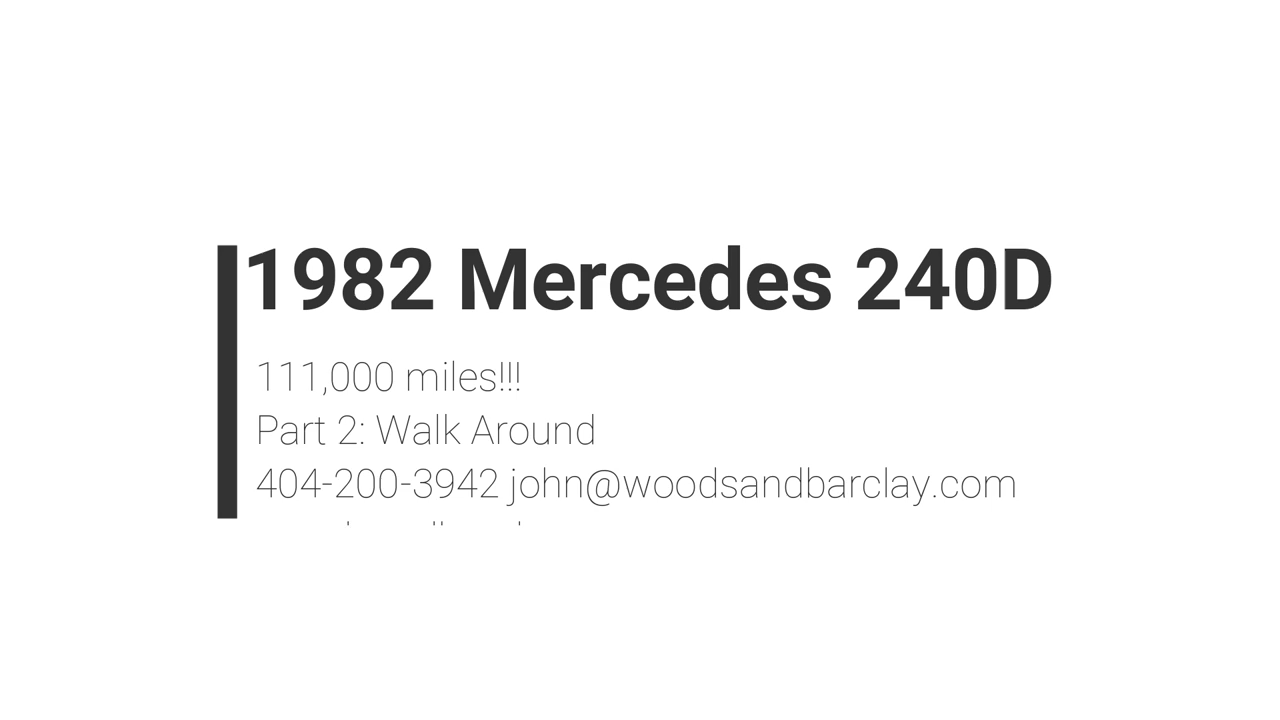 1982 Mercedes 240D
111,000 miles!!!
Part 2: Walk Around
404-200-3942 john@woodsandbarclay.com